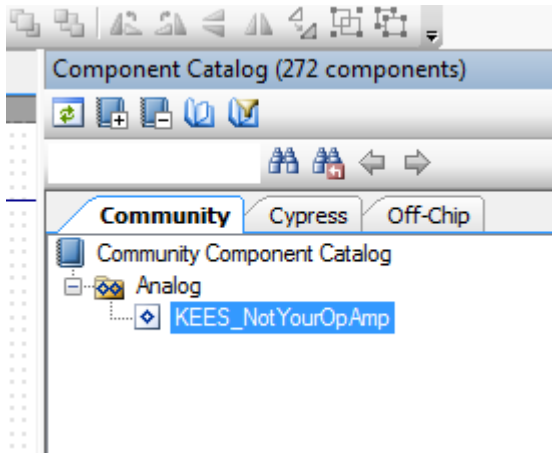 Component Catalog (272 components)
Community Cypress Off-Chip
Community Component Catalog
Analog
KEES_NotYourOpAmp